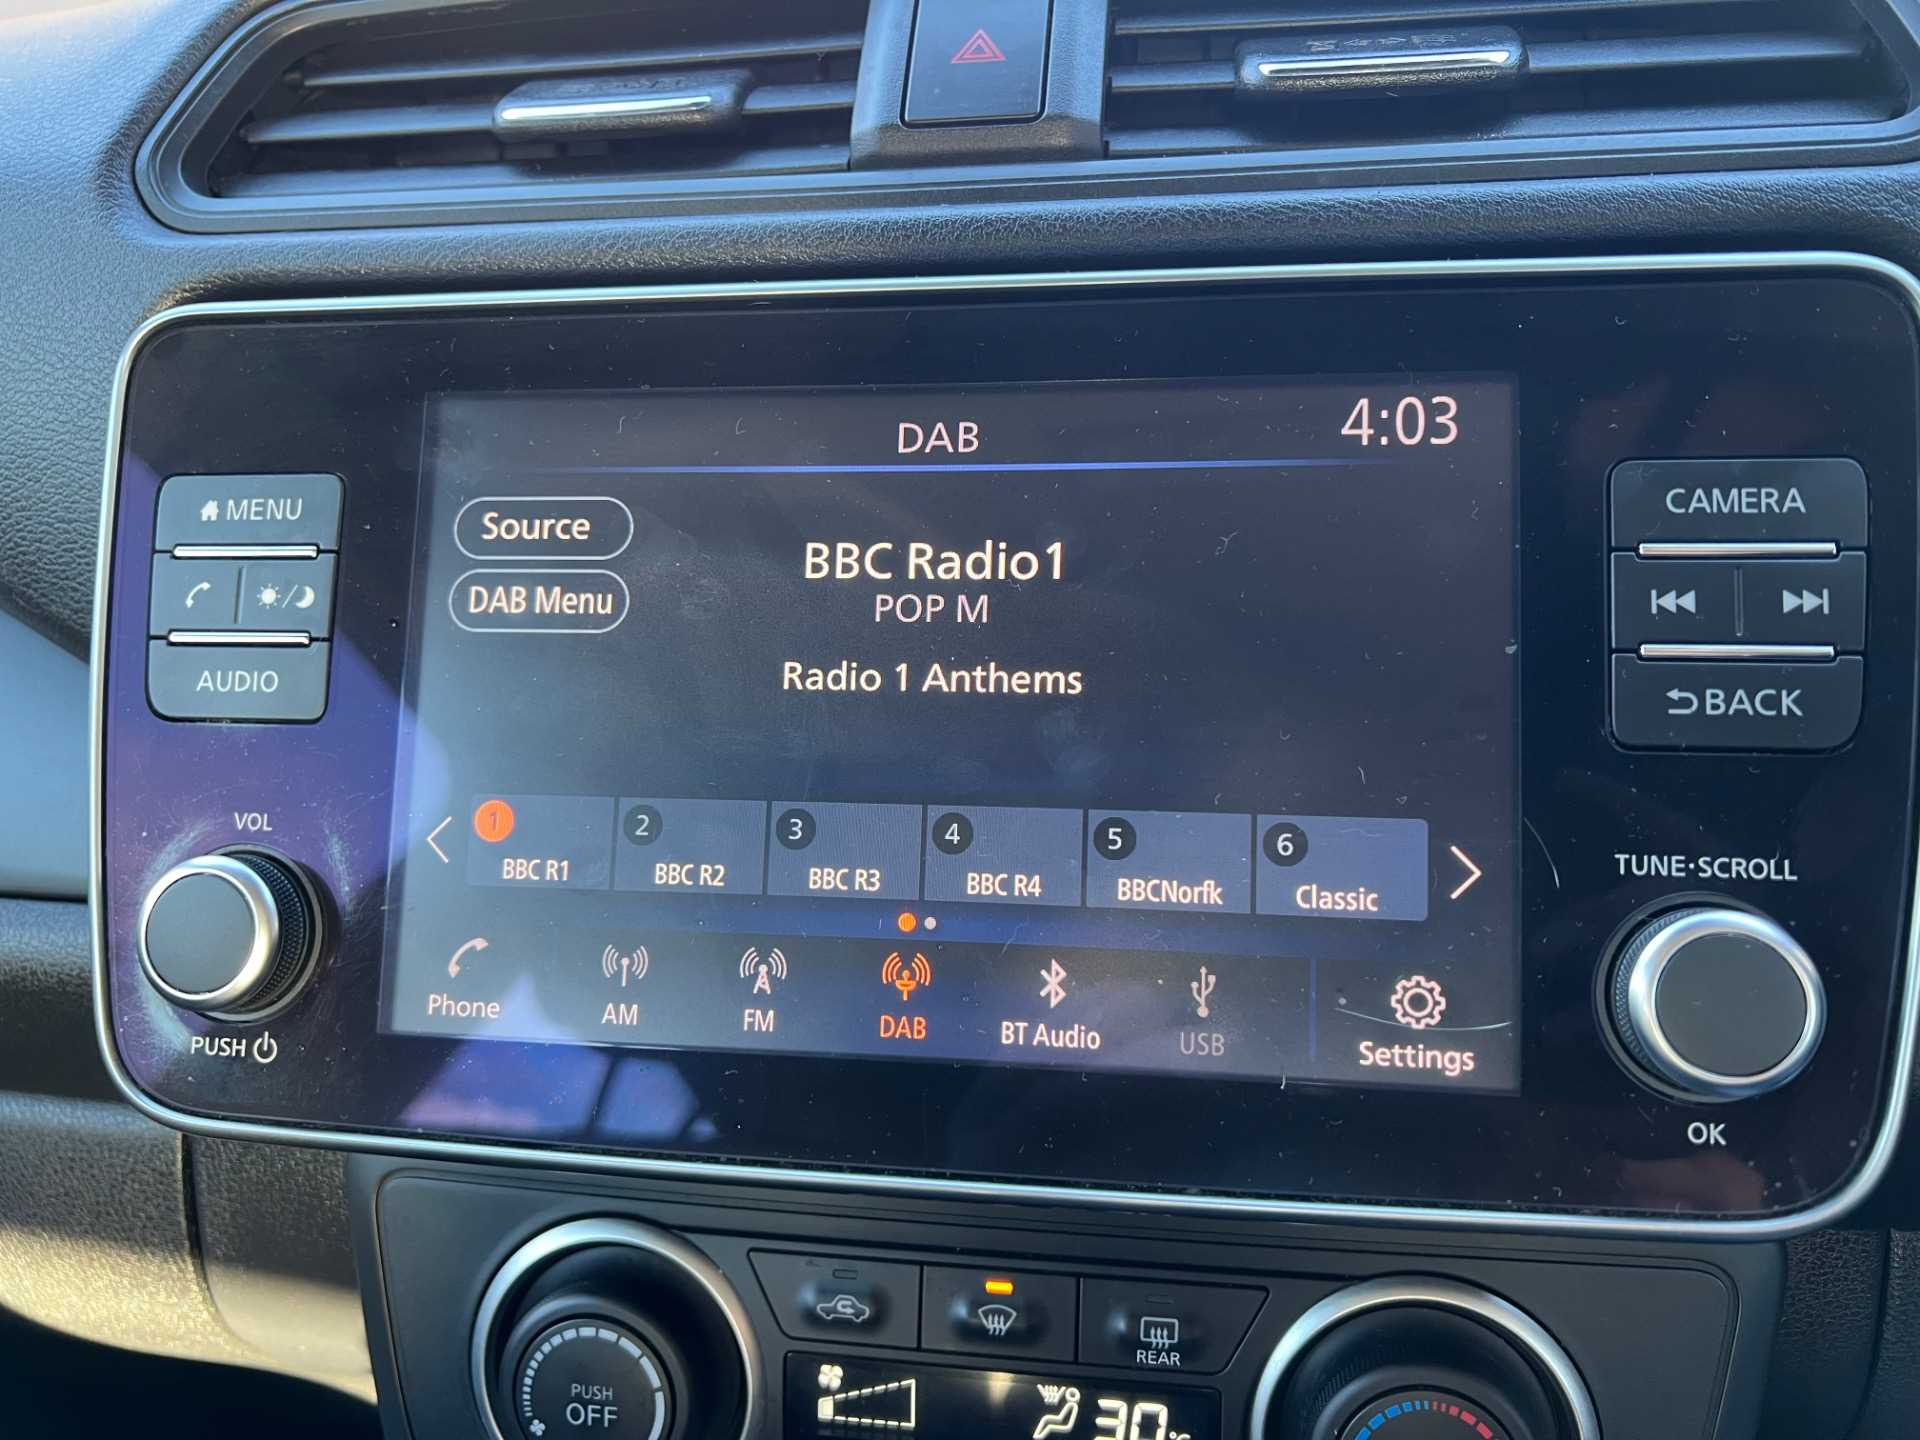 DAB
4:03
MENU
AUDIO
VOL
PUSH
Source
DAB Menu
BBC Radio1
POP M
Radio 1 Anthems
1
BBC R1
2
BBC R2
3
BBC R3
4
BBC R4
5
BBCNorfk
6
Classic
Phone
AM
FM
DAB
BT Audio
USB
Settings
CAMERA
BACK
TUNE·SCROLL
OK
PUSH
OFF
REAR
30°C